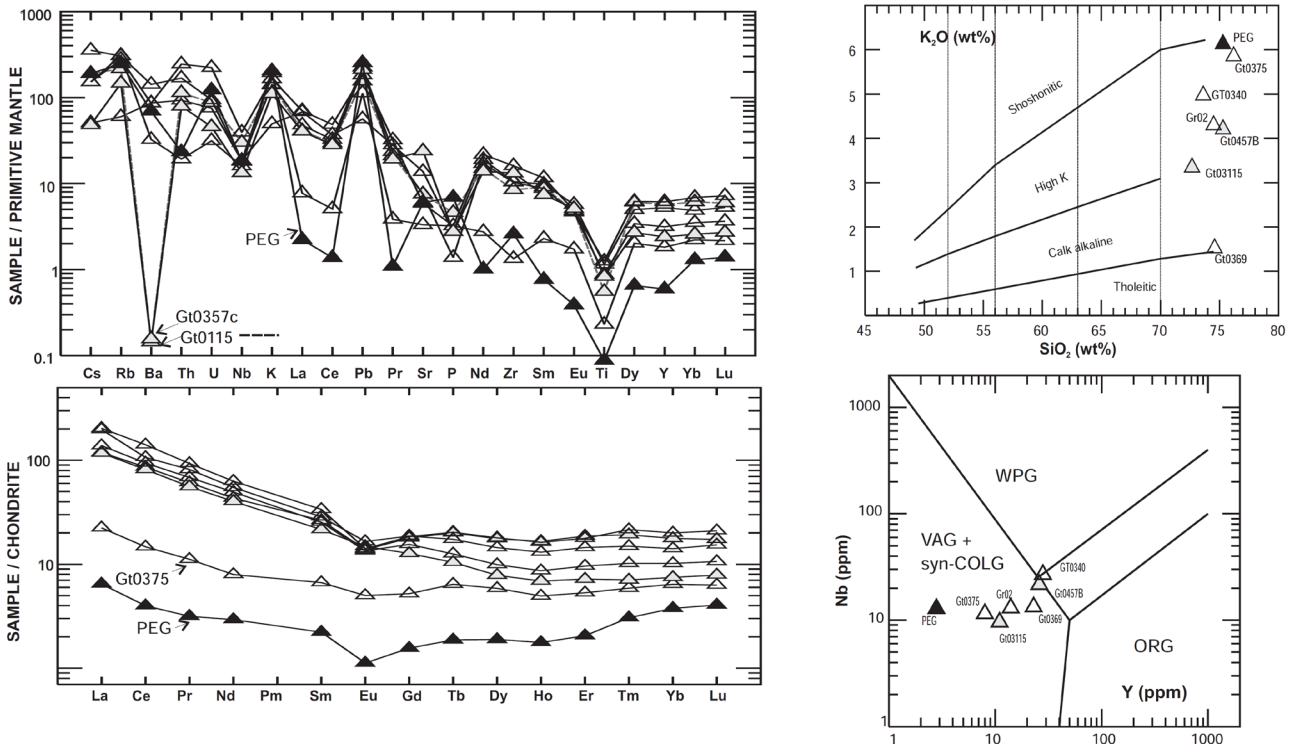 SAMPLE / PRIMITIVE MANTLE
1000
100
10
1
0.1
PEG
Gt0357c
Gt0115
Cs Rb Ba Th U Nb K La Ce Pb Pr Sr P Nd Zr Sm Eu Ti Dy Y Yb Lu
SAMPLE / CHONDRITE
100
10
Gt0375
PEG
La Ce Pr Nd Pm Sm Eu Gd Tb Dy Ho Er Tm Yb Lu
K2O (wt%)
6
5
4
3
2
1
Shoshonitic
High K
Calk alkaline
Tholeitic
PEG
Gt0375
GT0340
Gr02
Gt0457B
Gt03115
Gt0369
45 50 55 60 65 70 75 80
SiO2 (wt%)
Nb (ppm)
1000
100
10
1
WPG
VAG +
syn-COLG
ORG
GT0340
Gt0457B
Gr02
Gt0375
Gt0369
PEG
Gt03115
Y (ppm)
1 10 100 1000